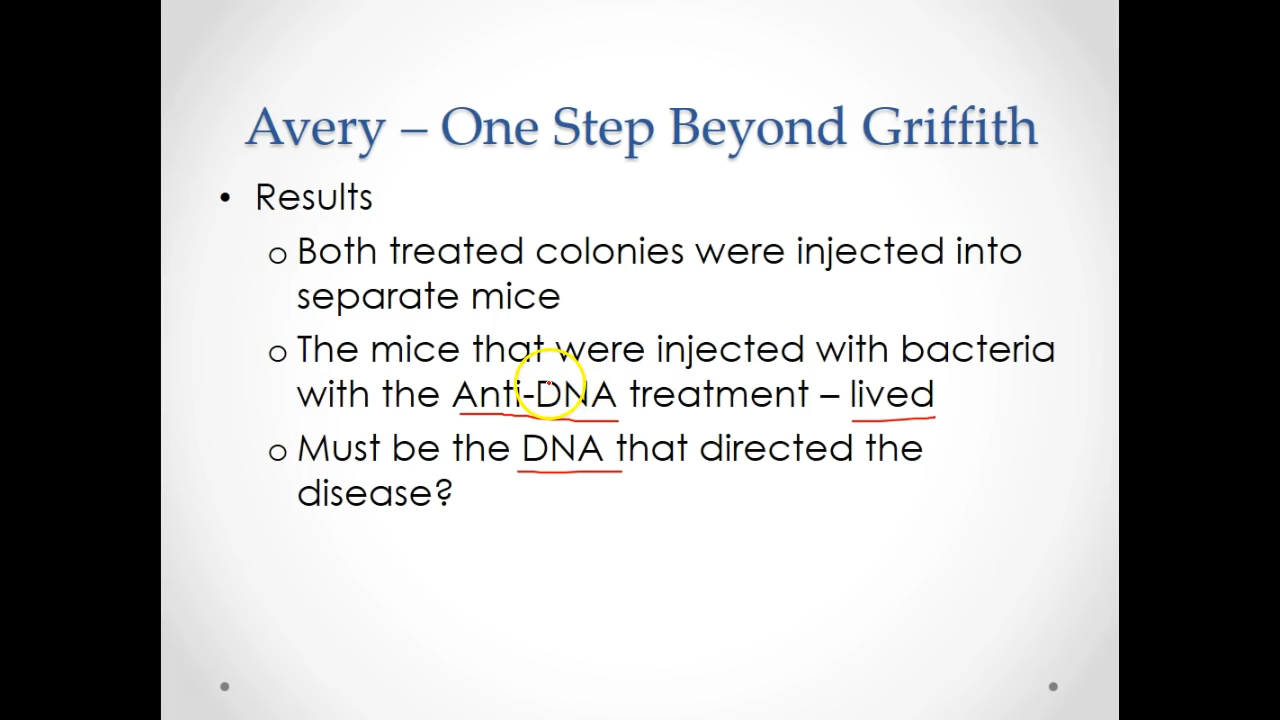 Avery – One Step Beyond Griffith
• Results
o Both treated colonies were injected into
separate mice
o The mice that were injected with bacteria
with the Anti-DNA treatment – lived
o Must be the DNA that directed the
disease?